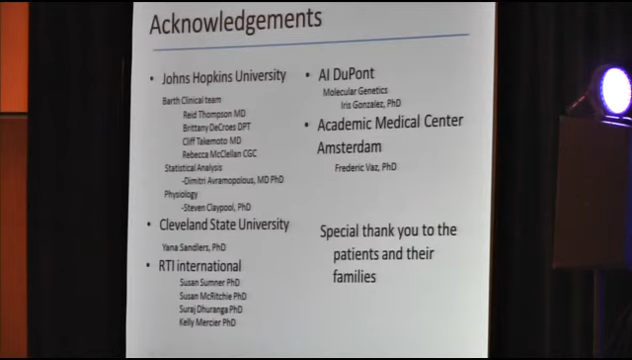 Acknowledgements
• Johns Hopkins University
Barth Clinical team
Reid Thompson MD
Brittany DeCroes DPT
Cliff Takemoto MD
Rebecca McClellan CGC
Statistical Analysis
-Dimitri Avramopolous, MD PhD
Physiology
-Steven Claypool, PhD
• Cleveland State University
Yana Sandlers, PhD
• RTI international
Susan Sumner PhD
Susan McRitchie PhD
Suraj Dhuranga PhD
Kelly Mercier PhD
• AI DuPont
Molecular Genetics
Iris Gonzalez, PhD
• Academic Medical Center
Amsterdam
Frederic Vaz, PhD
Special thank you to the
patients and their
families